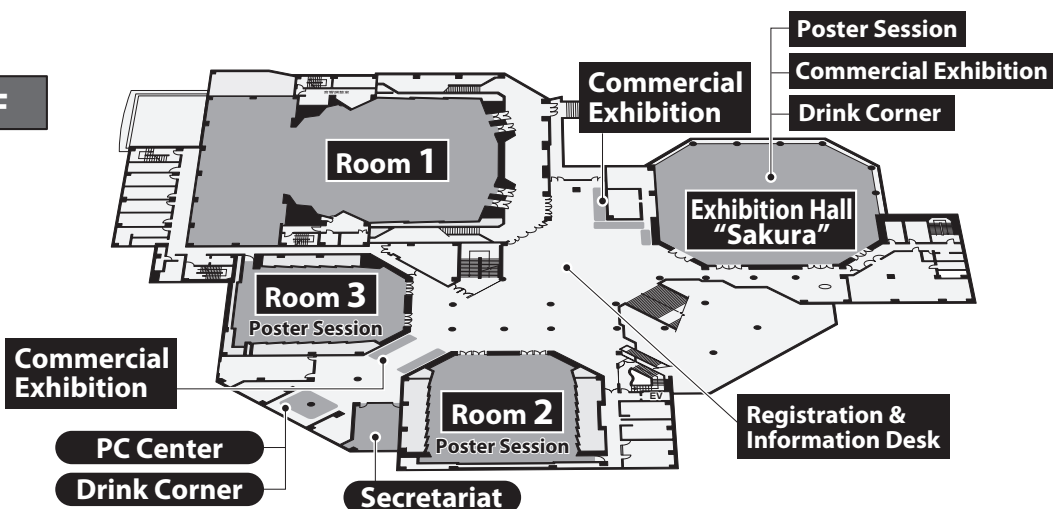 Poster Session
Commercial Exhibition
Drink Corner
Commercial
Exhibition
Room 1
Exhibition Hall
"Sakura"
Room 3
Poster Session
Commercial
Exhibition
Room 2
Poster Session
EV
Registration &
Information Desk
PC Center
Drink Corner
Secretariat